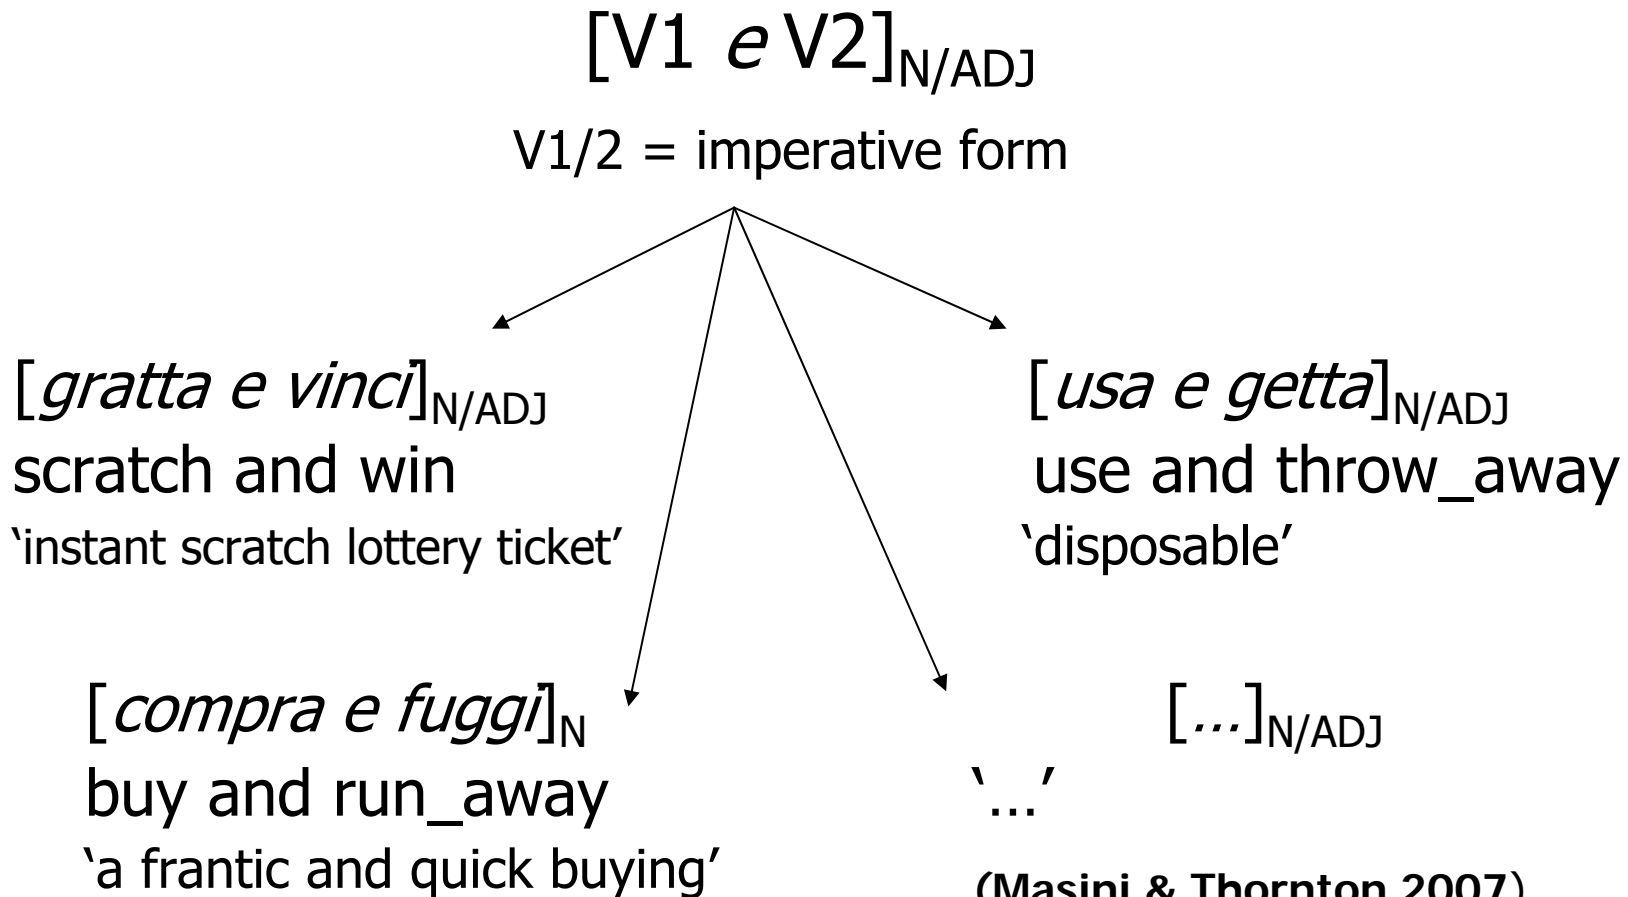 [V1 e V2]N/ADJ
V1/2 = imperative form
[gratta e vinci]N/ADJ
scratch and win
‘instant scratch lottery ticket’
[usa e getta]N/ADJ
use and throw_away
‘disposable’
[compra e fuggi]N
buy and run_away
‘a frantic and quick buying’
[…]N/ADJ
‘…’
(Masini & Thornton 2007)